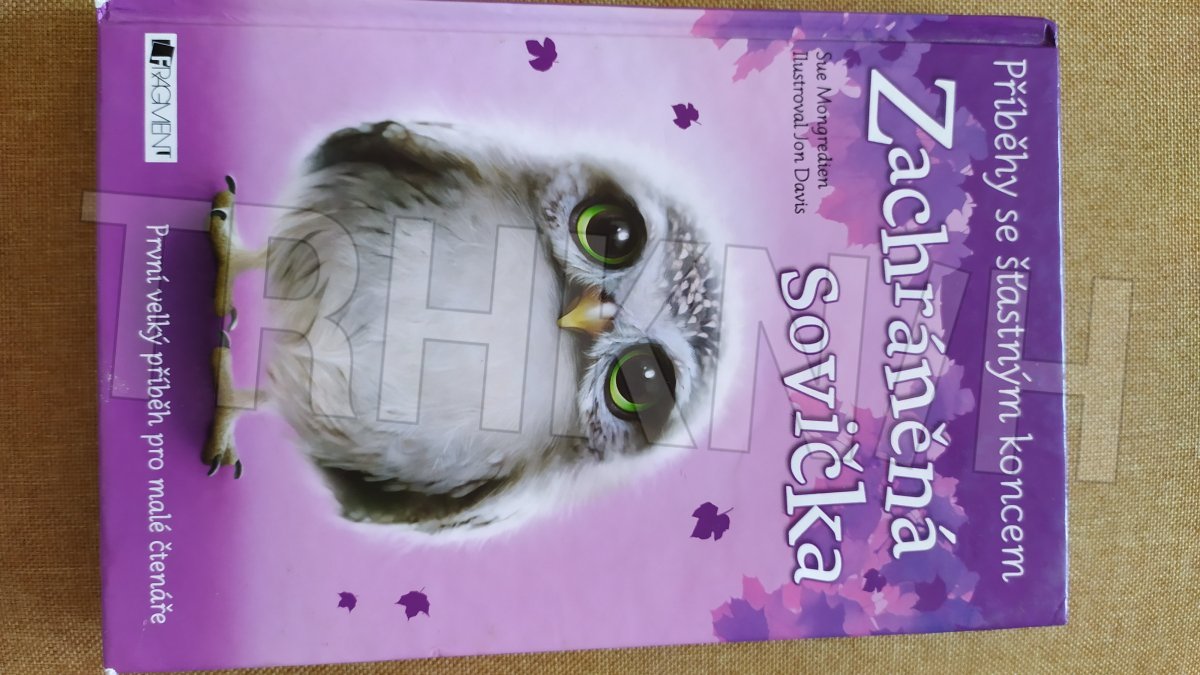 Příběhy se šťastným koncem
Zachráněná
sovička
Sue Mongredien
Ilustroval Jon Davis
První velký příběh pro malé čtenáře
FRAGMENT
TRHKNIH